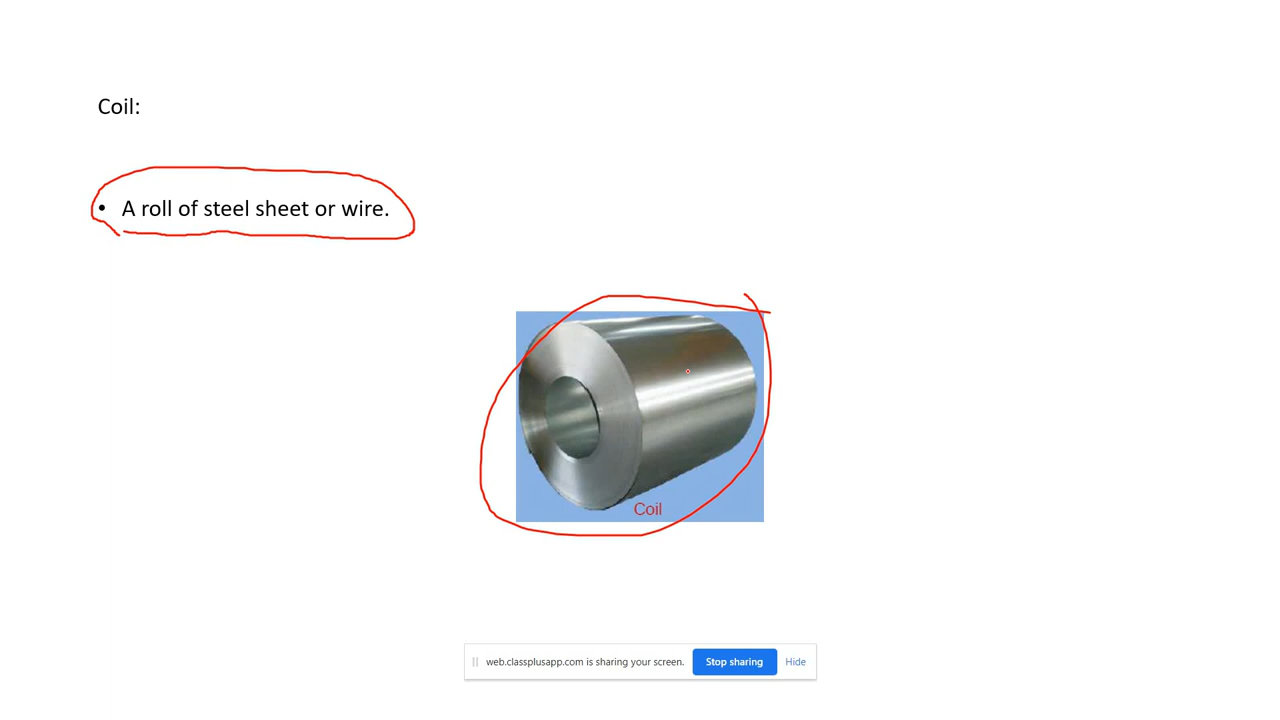 Coil:
• A roll of steel sheet or wire.
Coil
web.classplusapp.com is sharing your screen. Stop sharing Hide